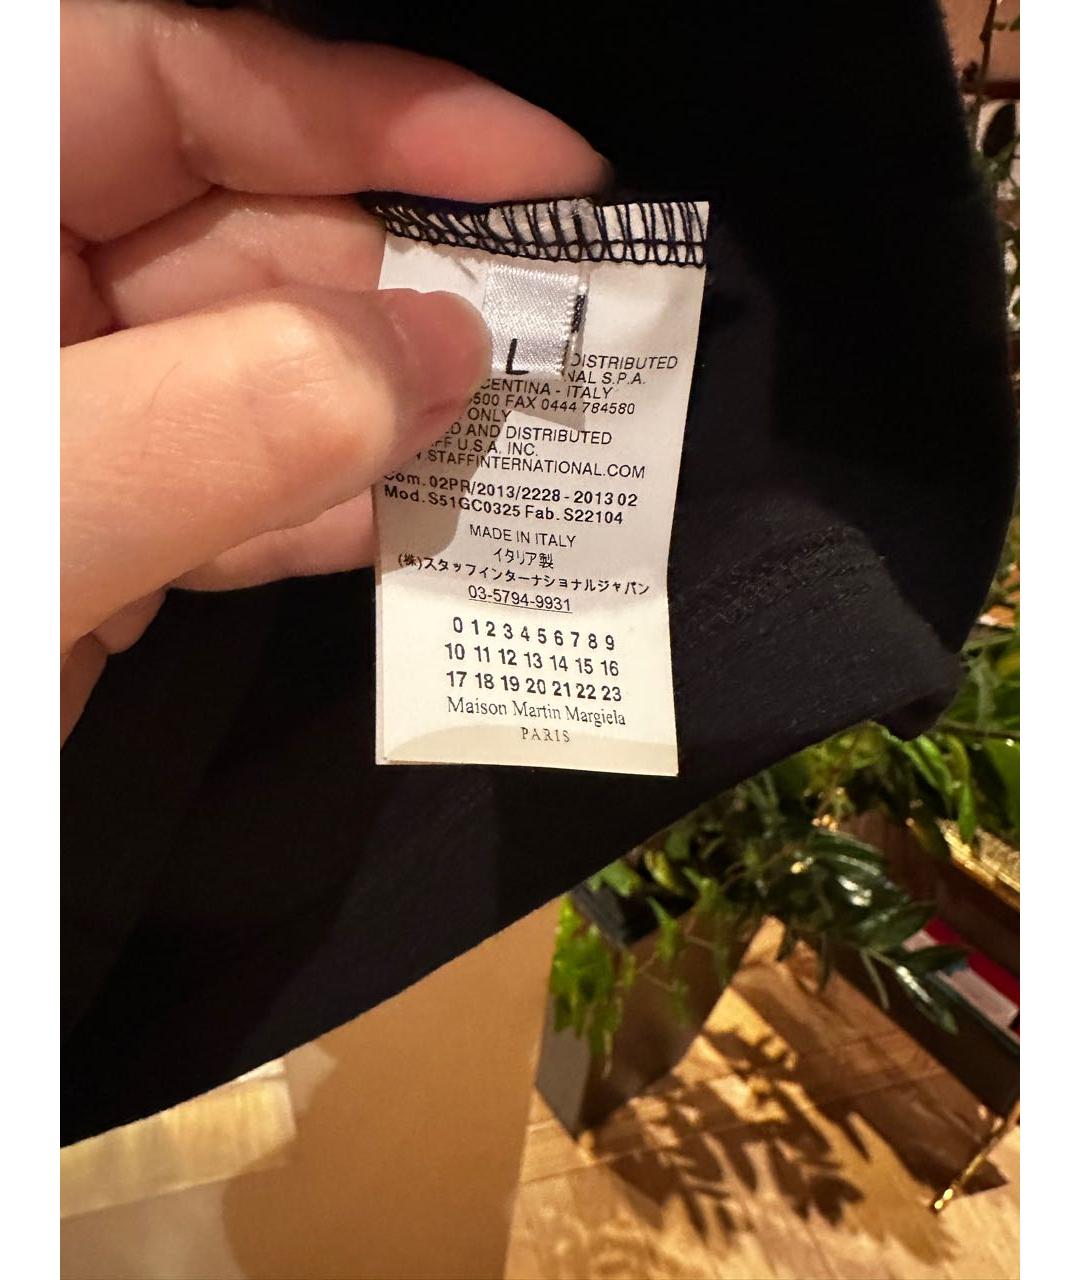 L
DISTRIBUTED
NAL S.P.A.
CENTINA - ITALY
500 FAX 0444 784580
ONLY
ED AND DISTRIBUTED
FF U.S.A. INC.
.STAFFINTERNATIONAL.COM
Com. 02PR/2013/2228 - 2013 02
Mod. S51GC0325 Fab. S22104
MADE IN ITALY
イタリア製
(株)スタッフインターナショナルジャパン
03-5794-9931
0 1 2 3 4 5 6 7 8 9
10 11 12 13 14 15 16
17 18 19 20 21 22 23
Maison Martin Margiela
PARIS